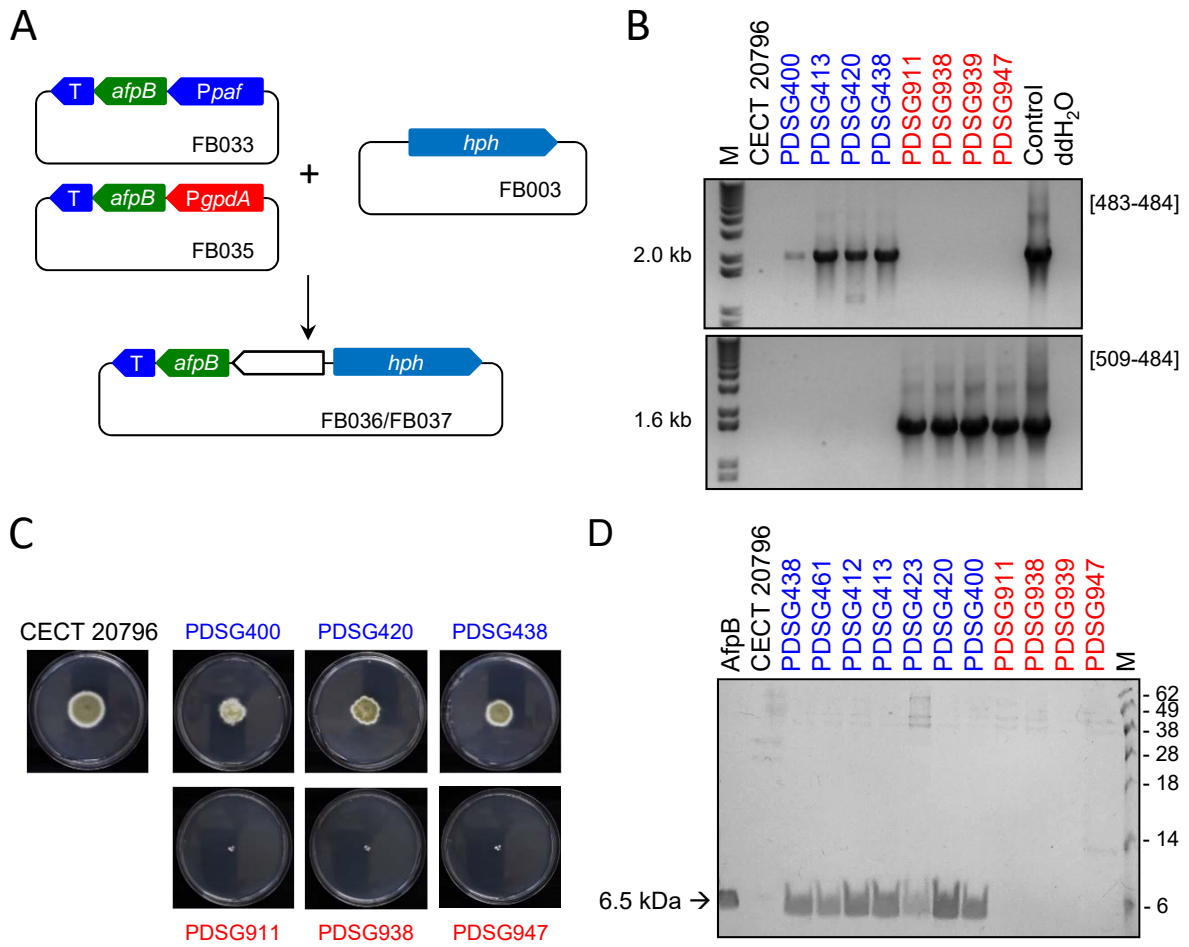 A
T afpB Ppaf
FB033
T afpB PgpdA
FB035
+
hph
FB003
T afpB hph
FB036/FB037
B
M
CECT 20796
PDSG400
PDSG413
PDSG420
PDSG438
PDSG911
PDSG938
PDSG939
PDSG947
Control
ddH₂O
2.0 kb
[483-484]
1.6 kb
[509-484]
C
CECT 20796 PDSG400 PDSG420 PDSG438
PDSG911 PDSG938 PDSG947
D
AfpB
CECT 20796
PDSG438
PDSG461
PDSG412
PDSG413
PDSG423
PDSG420
PDSG400
PDSG911
PDSG938
PDSG939
PDSG947
M
- 62
- 49
- 38
- 28
- 18
- 14
- 6
6.5 kDa →